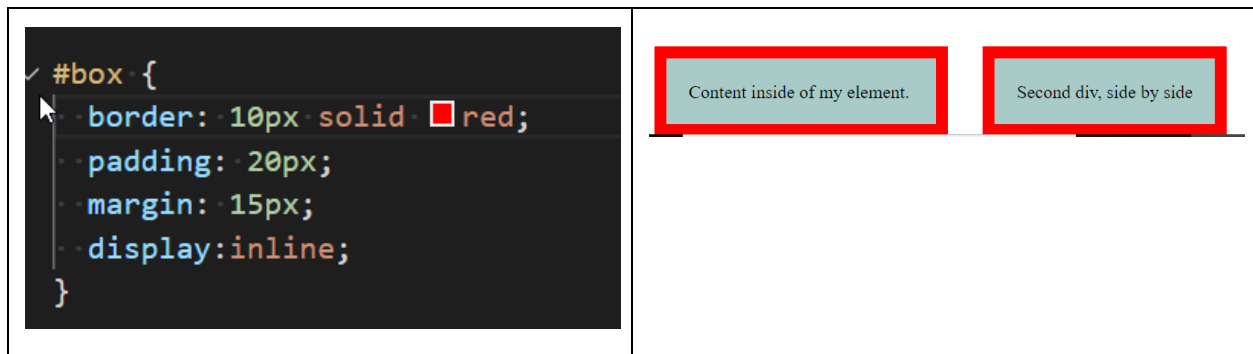 #box {
border: 10px solid red;
padding: 20px;
margin: 15px;
display:inline;
}
Content inside of my element.
Second div, side by side